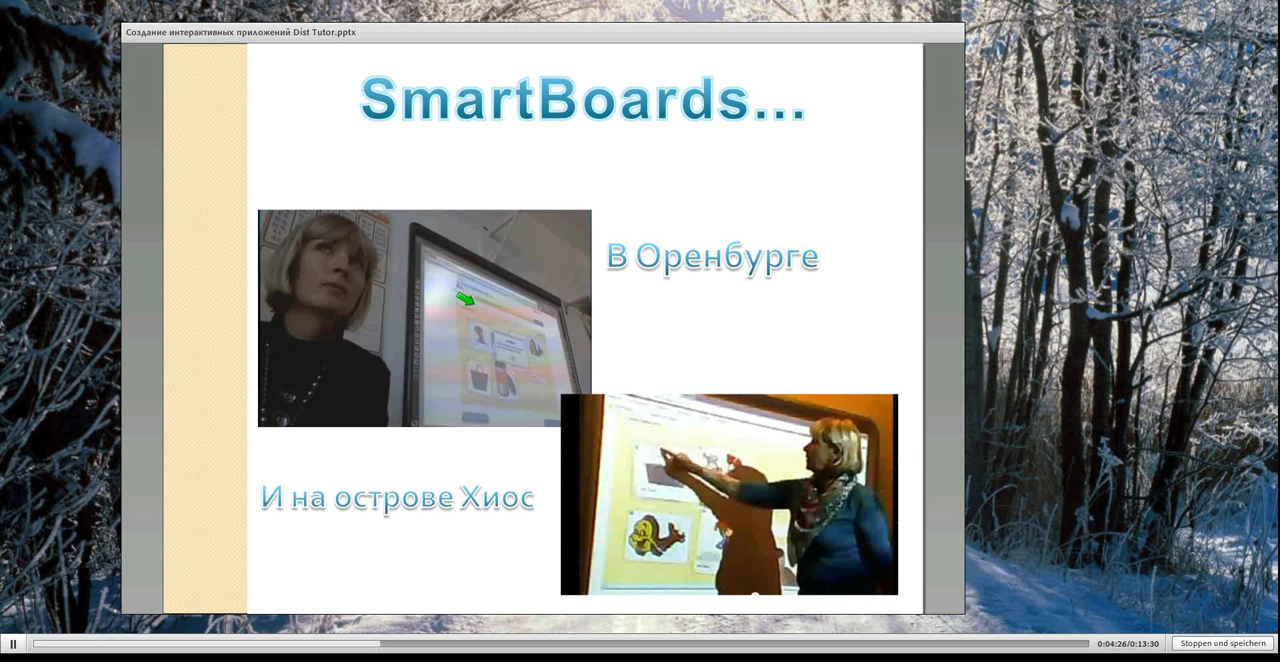 Создание интерактивных приложений Dist Tutor.pptx
SmartBoards...
В Оренбурге
И на острове Хиос
0:04:26/0:13:30
Stoppen und speichern